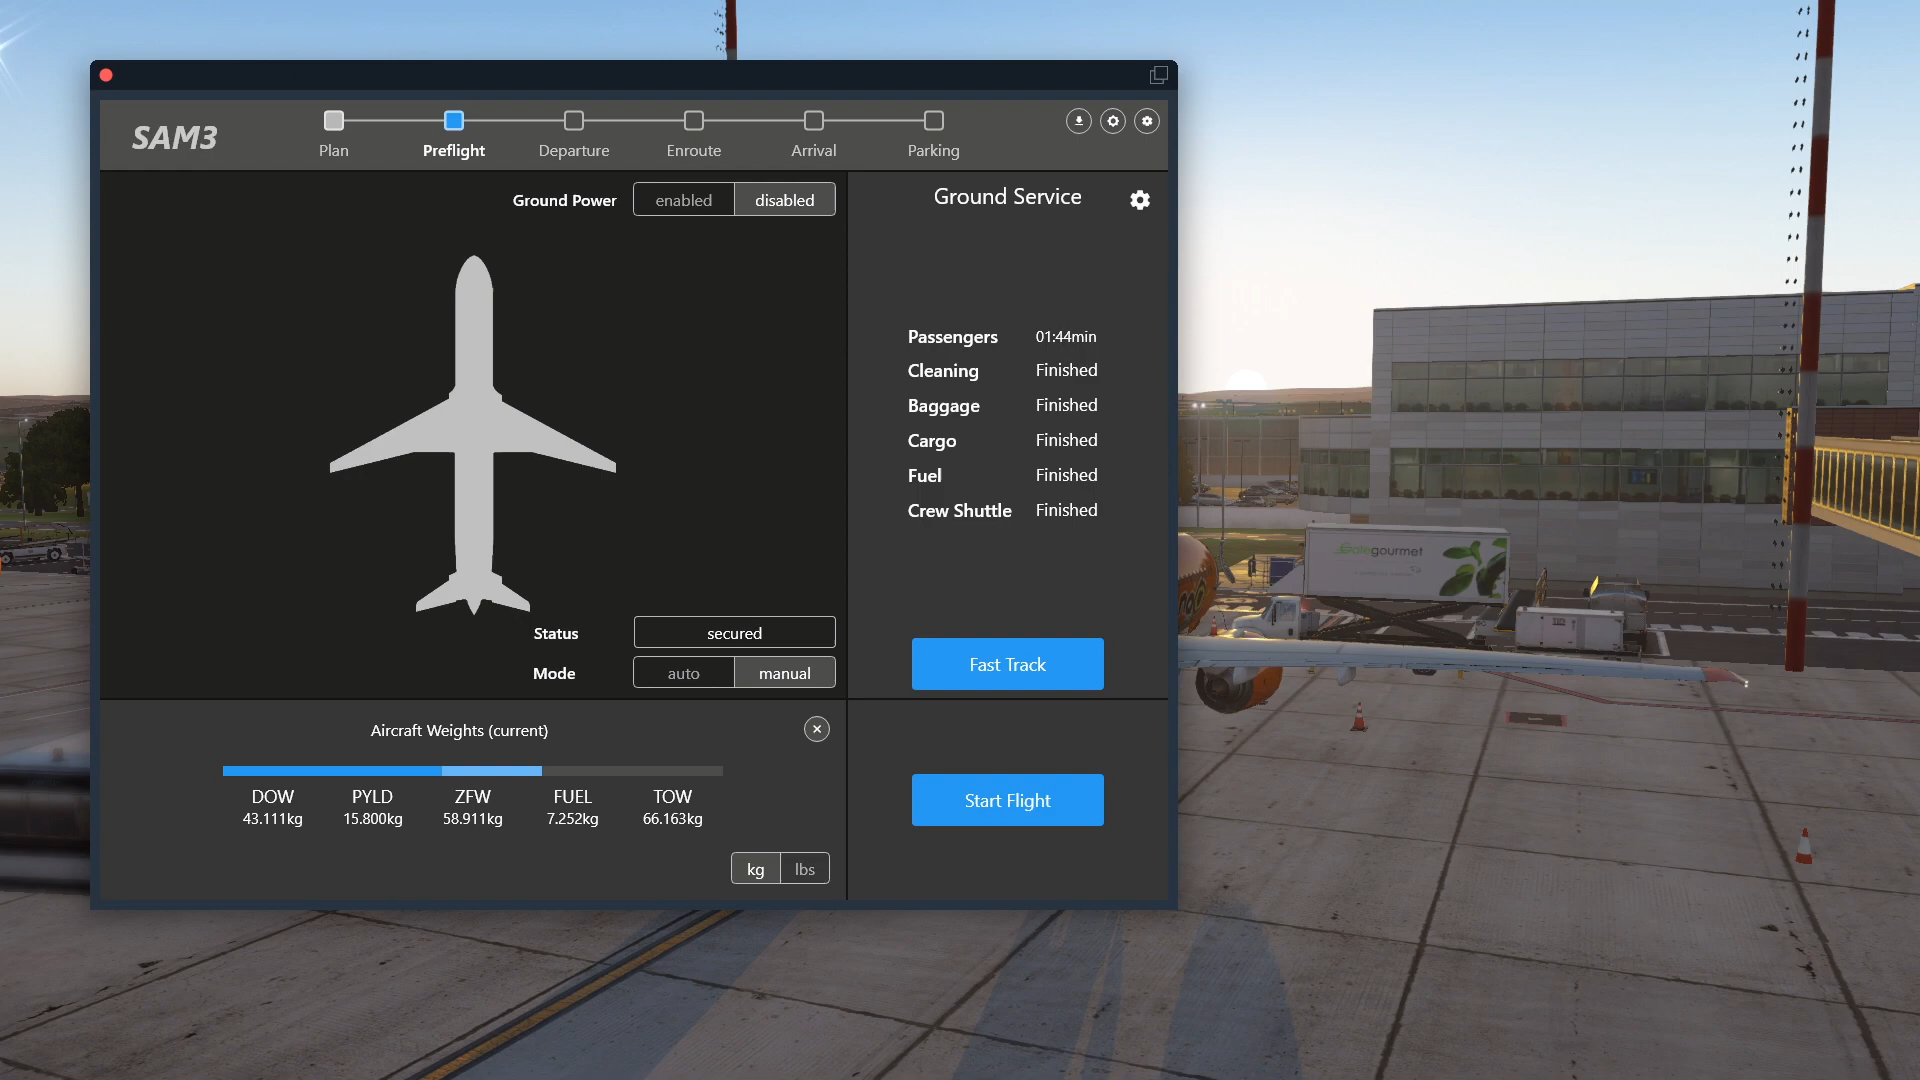 SAM3
Plan
Preflight
Departure
Enroute
Arrival
Parking
Ground Power
enabled
disabled
Ground Service
Passengers 01:44min
Cleaning Finished
Baggage Finished
Cargo Finished
Fuel Finished
Crew Shuttle Finished
Status
secured
Mode
auto
manual
Fast Track
Aircraft Weights (current)
DOW PYLD ZFW FUEL TOW
43.111kg 15.800kg 58.911kg 7.252kg 66.163kg
kg
lbs
Start Flight
gourmet